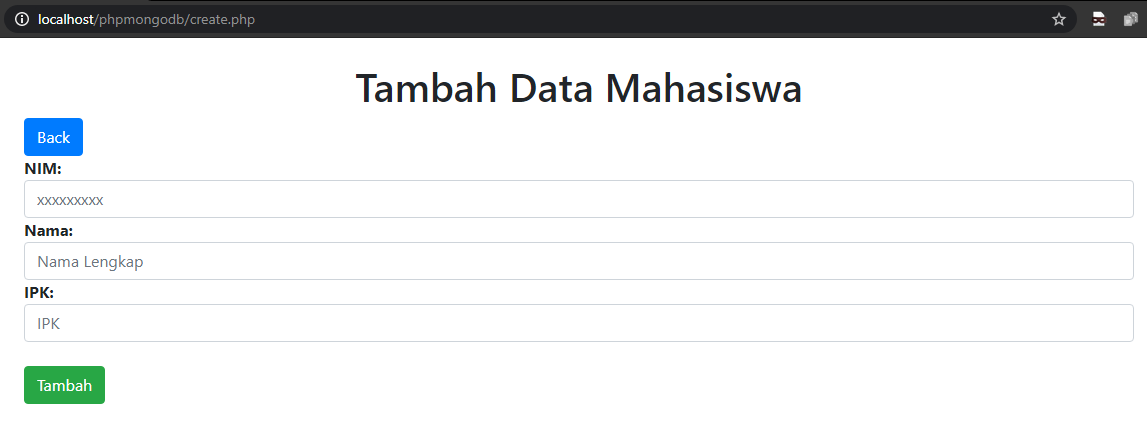 localhost/phpmongodb/create.php
Tambah Data Mahasiswa
Back
NIM:
xxxxxxxxx
Nama:
Nama Lengkap
IPK:
IPK
Tambah